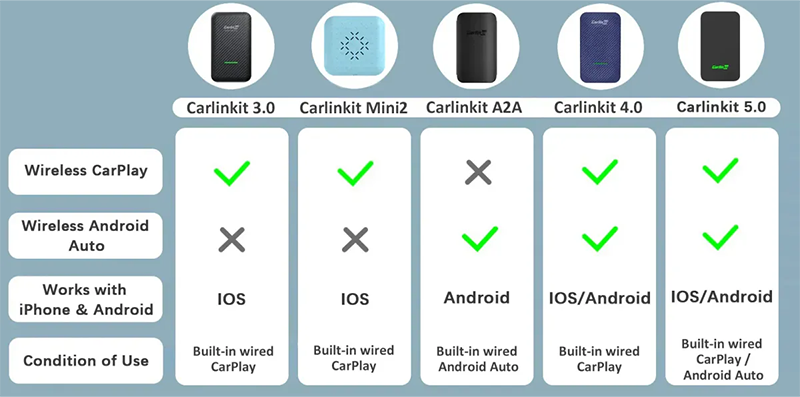 Carlinkit 3.0 Carlinkit Mini2 Carlinkit A2A Carlinkit 4.0 Carlinkit 5.0
Wireless CarPlay
Wireless Android
Auto
Works with
iPhone & Android
IOS IOS Android IOS/Android IOS/Android
Condition of Use
Built-in wired
CarPlay
Built-in wired
CarPlay
Built-in wired
Android Auto
Built-in wired
CarPlay
Built-in wired
CarPlay /
Android Auto